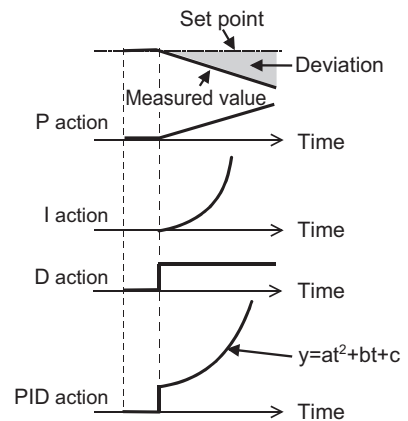 Set point
Deviation
Measured value
P action
Time
I action
Time
D action
Time
y=at²+bt+c
PID action
Time